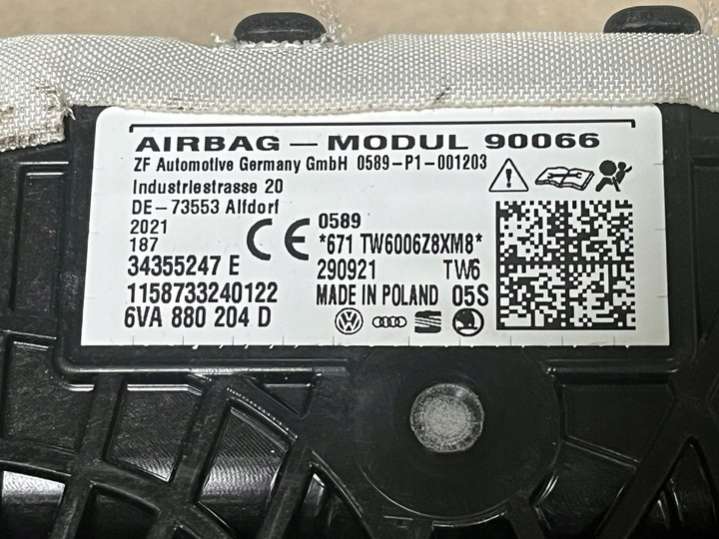 AIRBAG – MODUL 90066
ZF Automotive Germany GmbH 0589-P1-001203
Industriestrasse 20
DE-73553 Alfdorf
2021
187
CE 0589
*671 TW6006Z8XM8*
34355247 E
290921 TW6
1158733240122
MADE IN POLAND 05S
6VA 880 204 D